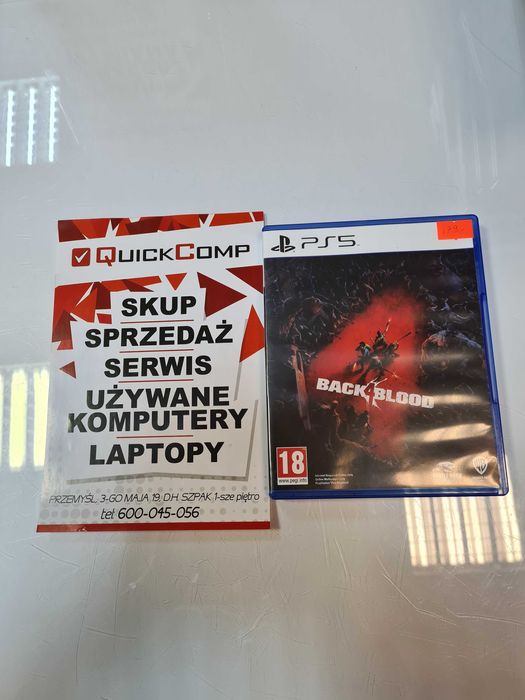 QUICKCOMP
SKUP
SPRZEDAŻ
SERWIS
UŻYWANE
KOMPUTERY
LAPTOPY
PRZEMYŚL, 3-GO MAJA 19, D.H. SZPAK 1-sze piętro
tel: 600-045-056
PS5
BACK 4 BLOOD
18
www.pegi.info